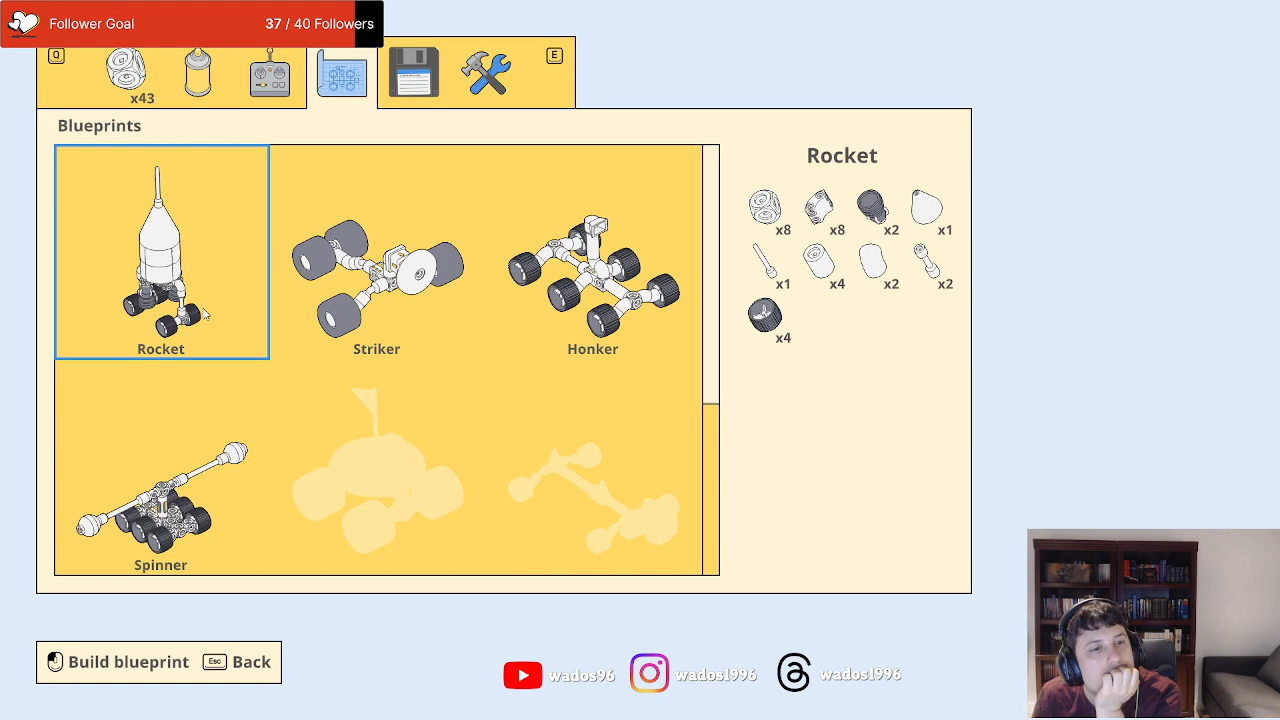 Follower Goal 37 / 40 Followers
Q E
x43
Blueprints
Rocket
x8 x8 x2 x1
x1 x4 x2 x2
x4
Rocket Striker Honker
Spinner
Build blueprint Esc Back
wados96 wados1996 wados1996